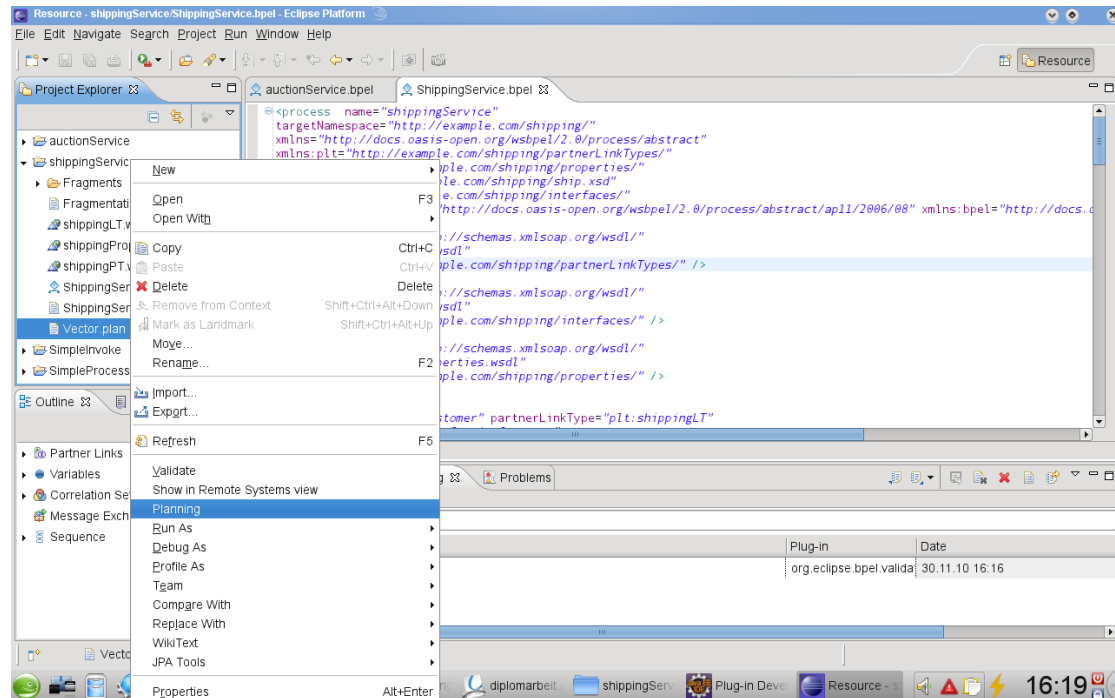 Resource - shippingService/ShippingService.bpel - Eclipse Platform
File Edit Navigate Search Project Run Window Help
Resource
Project Explorer
auctionService.bpel
ShippingService.bpel
auctionService
shippingServic
Fragments
Fragmentati
shippingLT.w
shippingProp
shippingPT.w
ShippingSer
ShippingSer
Vector.plan
SimpleInvoke
SimpleProcess
<process name="shippingService"
targetNamespace="http://example.com/shipping/"
xmlns="http://docs.oasis-open.org/wsbpel/2.0/process/abstract"
xmlns:plt="http://example.com/shipping/partnerLinkTypes/"
ple.com/shipping/properties/"
le.com/shipping/ship.xsd"
e.com/shipping/interfaces/"
"http://docs.oasis-open.org/wsbpel/2.0/process/abstract/ap11/2006/08" xmlns:bpel="http://docs.o
://schemas.xmlsoap.org/wsdl/"
wsdl"
ple.com/shipping/partnerLinkTypes/" />
://schemas.xmlsoap.org/wsdl/"
wsdl"
ple.com/shipping/interfaces/" />
://schemas.xmlsoap.org/wsdl/"
perties.wsdl"
ple.com/shipping/properties/" />
stomer" partnerLinkType="plt:shippingLT"
New
Open F3
Open With
Copy Ctrl+C
Paste Ctrl+V
Delete Delete
Remove from Context Shift+Ctrl+Alt+Down
Mark as Landmark Shift+Ctrl+Alt+Up
Move...
Rename... F2
Import...
Export...
Refresh F5
Validate
Show in Remote Systems view
Planning
Run As
Debug As
Profile As
Team
Compare With
Replace With
WikiText
JPA Tools
Properties Alt+Enter
Outline
Partner Links
Variables
Correlation Se
Message Exch
Sequence
Problems
Plug-in Date
org.eclipse.bpel.valida 30.11.10 16:16
Vecto
diplomarbeit
shippingServ
Plug-in Deve
Resource - s
16:19